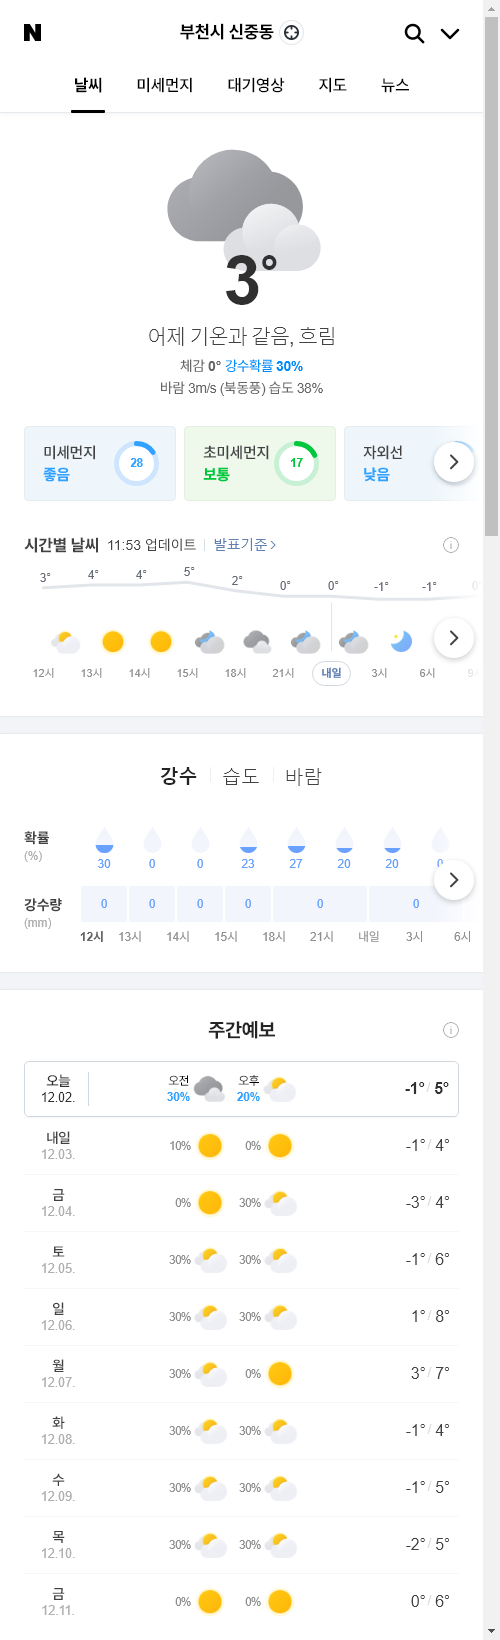 N
부천시 신중동
날씨 미세먼지 대기영상 지도 뉴스
3°
어제 기온과 같음, 흐림
체감 0° 강수확률 30%
바람 3m/s (북동풍) 습도 38%
미세먼지 좋음 28
초미세먼지 보통 17
자외선 낮음
시간별 날씨 11:53 업데이트 발표기준 >
3° 4° 4° 5° 2° 0° 0° -1° -1° 0°
12시 13시 14시 15시 18시 21시 내일 3시 6시 9시
강수 습도 바람
확률 (%) 30 0 0 23 27 20 20 0
강수량 (mm) 0 0 0 0 0 0
12시 13시 14시 15시 18시 21시 내일 3시 6시
주간예보
오늘 12.02. 오전 30% 오후 20% -1° / 5°
내일 12.03. 10% 0% -1° / 4°
금 12.04. 0% 30% -3° / 4°
토 12.05. 30% 30% -1° / 6°
일 12.06. 30% 30% 1° / 8°
월 12.07. 30% 0% 3° / 7°
화 12.08. 30% 30% -1° / 4°
수 12.09. 30% 30% -1° / 5°
목 12.10. 30% 30% -2° / 5°
금 12.11. 0% 0% 0° / 6°